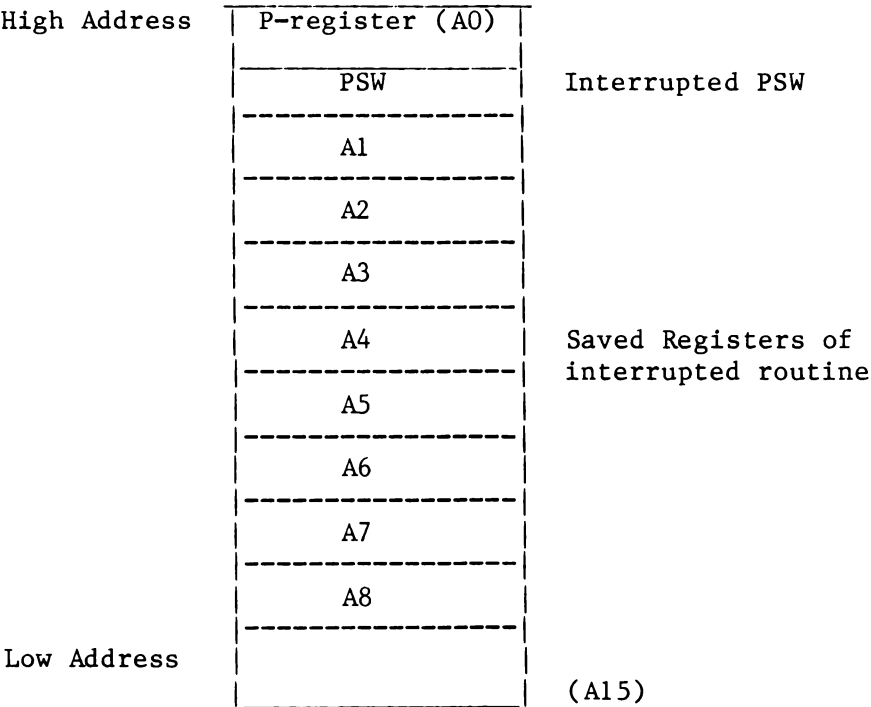 High Address P-register (A0)
PSW Interrupted PSW
A1
A2
A3
A4 Saved Registers of
interrupted routine
A5
A6
A7
A8
Low Address
(A15)